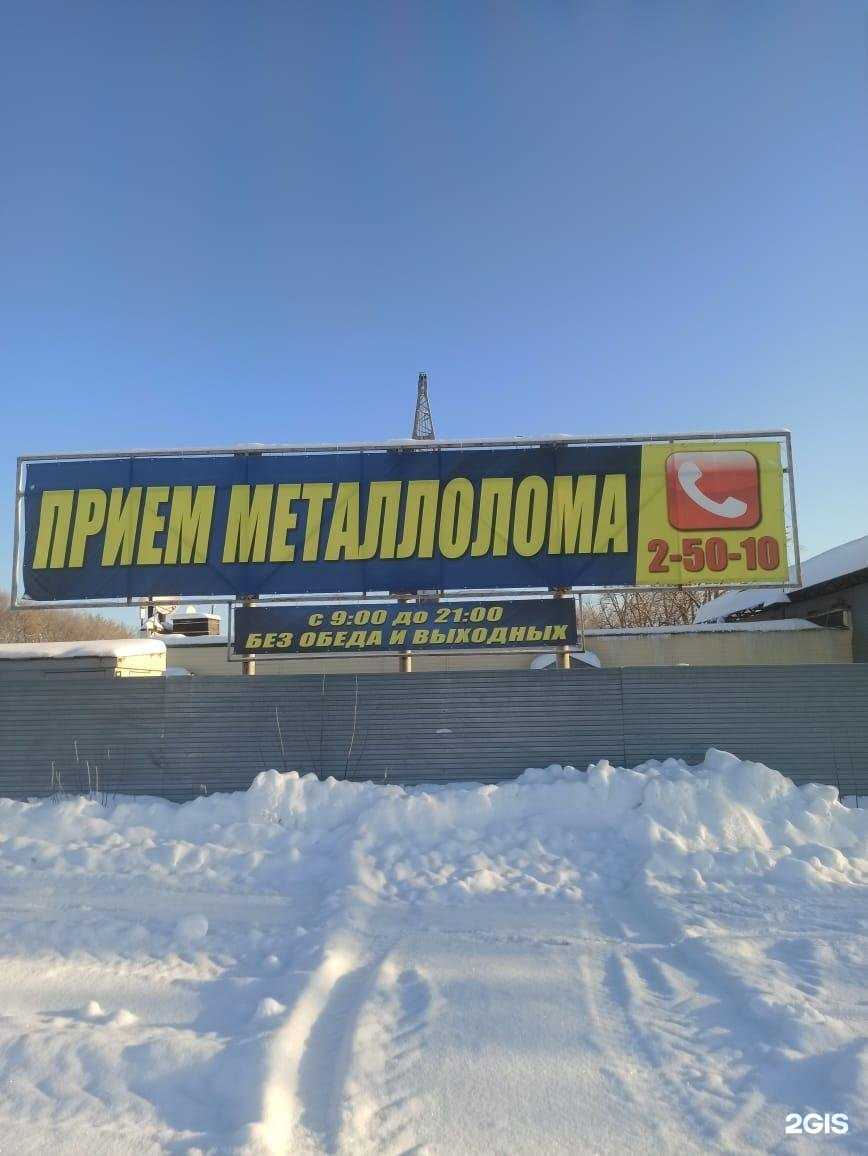 ПРИЕМ МЕТАЛЛОЛОМА
2-50-10
С 9:00 ДО 21:00
БЕЗ ОБЕДА И ВЫХОДНЫХ
2GIS